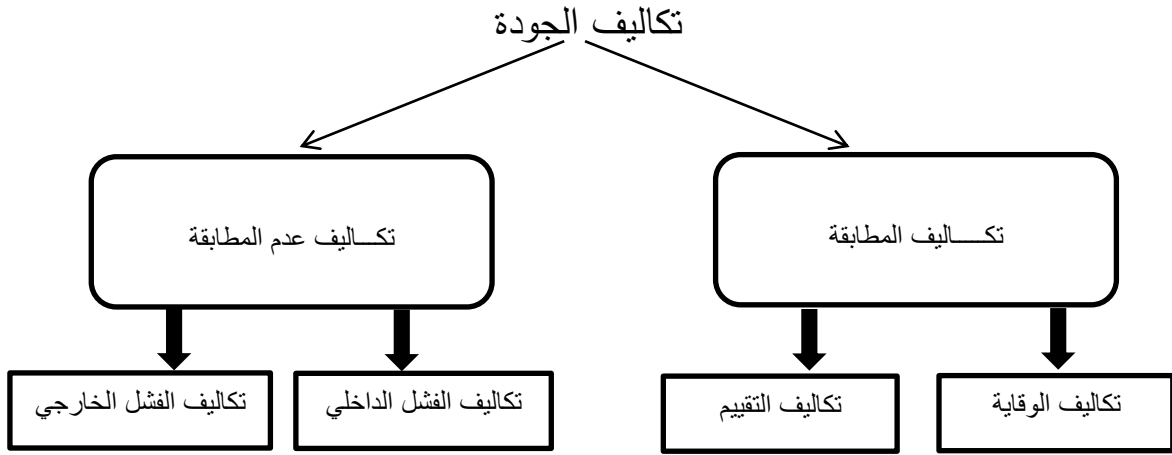 تكاليف الجودة
تكـــــاليف المطابقة
تكـــاليف عدم المطابقة
تكاليف الوقاية
تكاليف التقييم
تكاليف الفشل الداخلي
تكاليف الفشل الخارجي